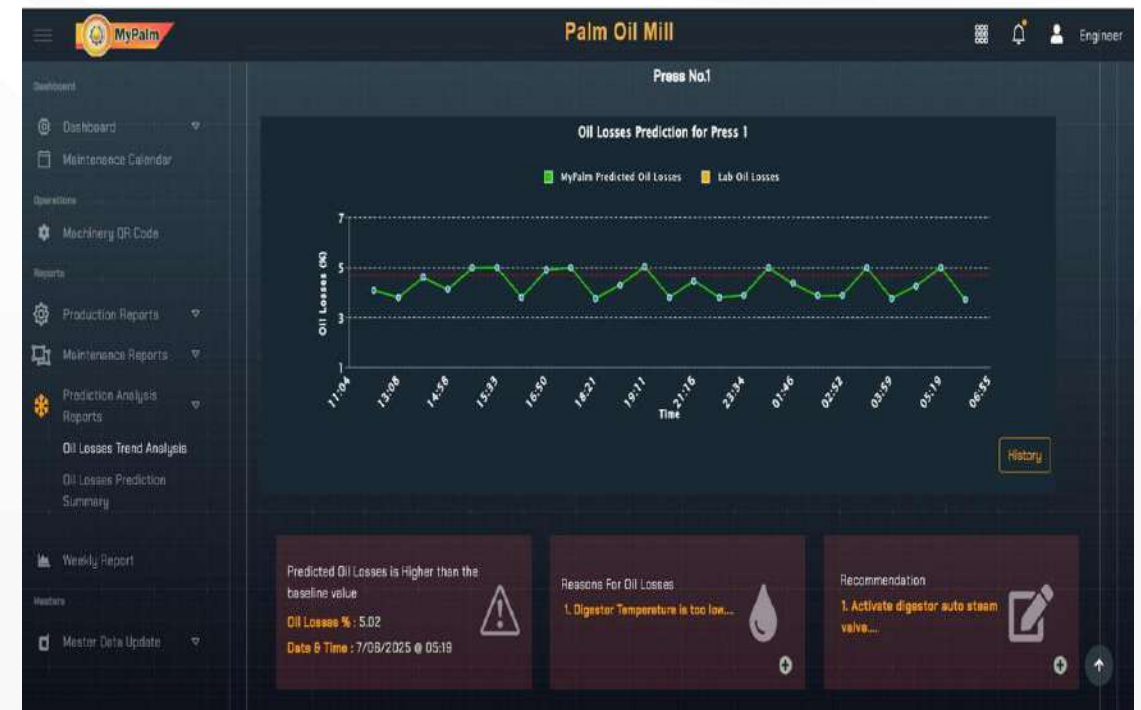 MyPalm
Palm Oil Mill
Engineer
Dashboard
Dashboard
Maintenance Calendar
Operations
Machinery QR Code
Reports
Production Reports
Maintenance Reports
Prediction Analysis
Reports
Oil Losses Trend Analysis
Oil Losses Prediction
Summary
Weekly Report
Masters
Master Data Update
Press No.1
Oil Losses Prediction for Press 1
MyPalm Predicted Oil Losses
Lab Oil Losses
Oil Losses (%)
7
5
3
1
11:04
13:08
14:58
15:33
16:50
18:21
19:11
21:16
23:34
01:46
02:52
03:59
05:19
06:55
Time
History
Predicted Oil Losses is Higher than the
baseline value
Oil Losses % : 5.02
Date & Time : 7/08/2025 @ 05:19
Reasons For Oil Losses
1. Digestor Temperature is too low....
Recommendation
1. Activate digestor auto steam
valve....